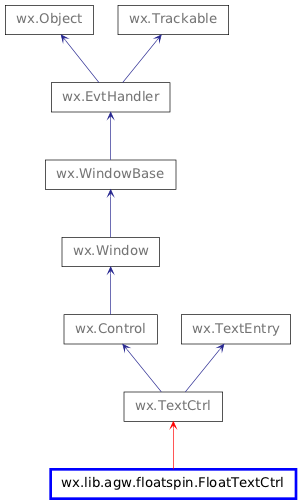 wx.Object wx.Trackable
wx.EvtHandler
wx.WindowBase
wx.Window
wx.Control wx.TextEntry
wx.TextCtrl
wx.lib.agw.floatspin.FloatTextCtrl